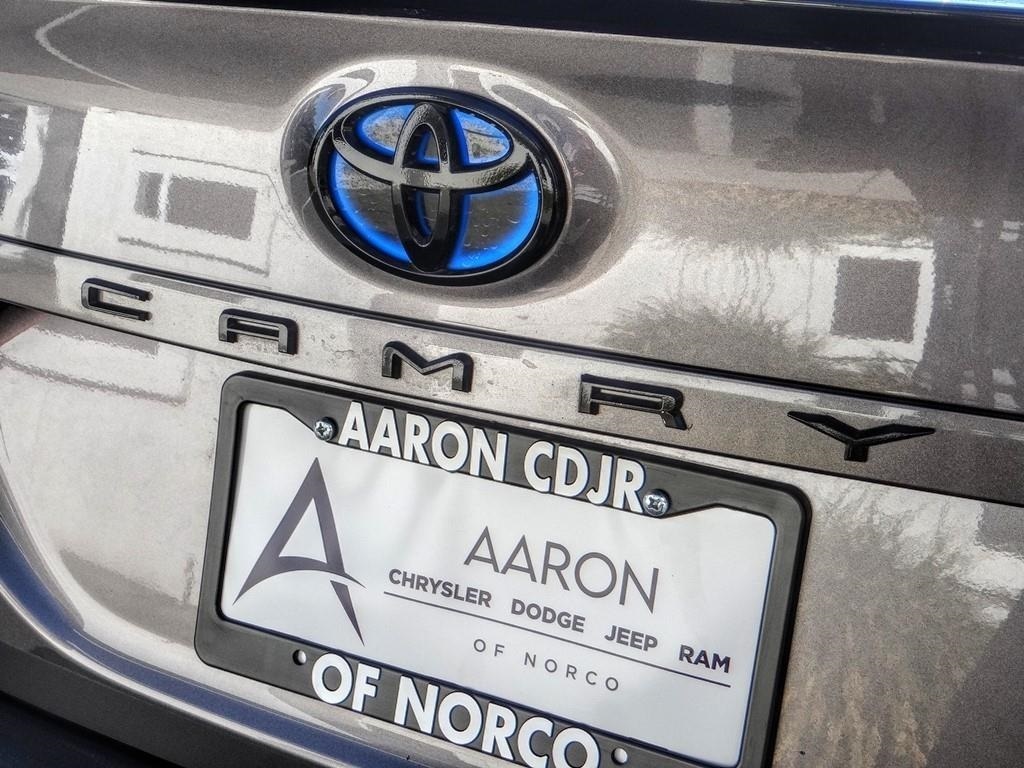 CAMRY
AARON CDJR
AARON
CHRYSLER DODGE JEEP RAM
OF NORCO
OF NORCO